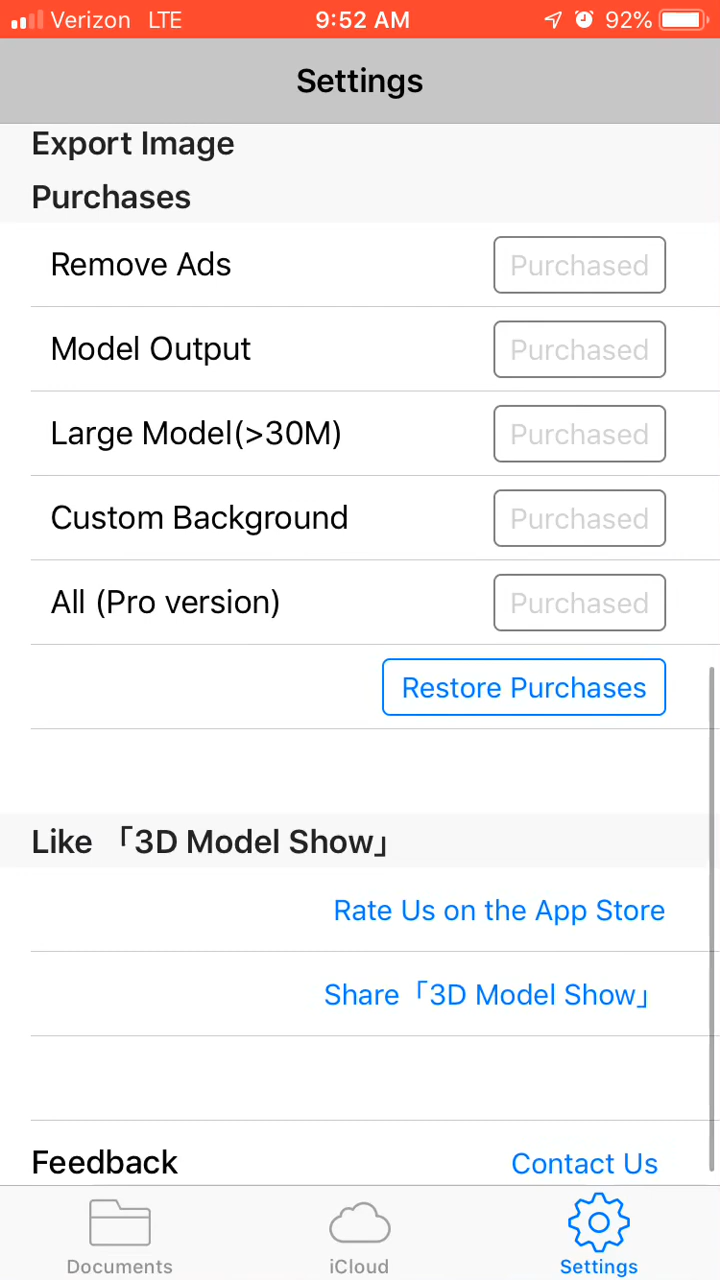 Verizon LTE 9:52 AM 92%
Settings
Export Image
Purchases
Remove Ads Purchased
Model Output Purchased
Large Model(>30M) Purchased
Custom Background Purchased
All (Pro version) Purchased
Restore Purchases
Like 「3D Model Show」
Rate Us on the App Store
Share「3D Model Show」
Feedback Contact Us
Documents iCloud Settings